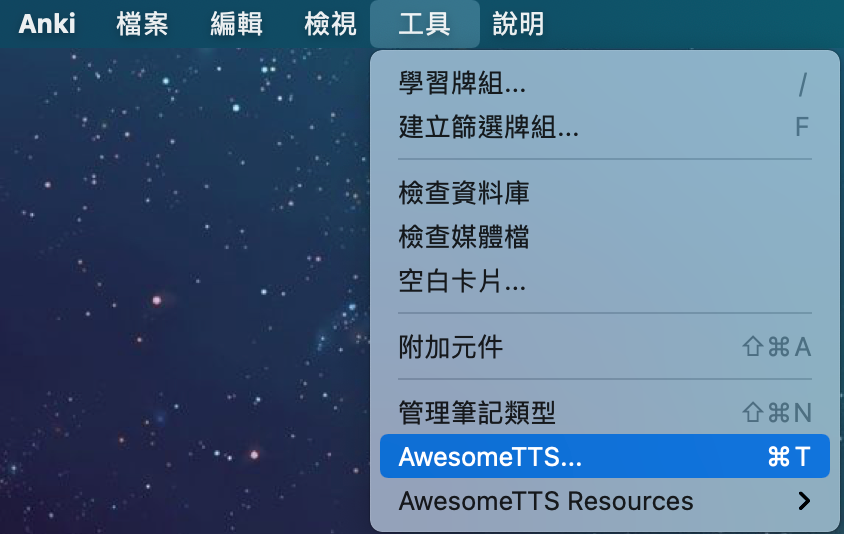 Anki 檔案 編輯 檢視 工具 說明
學習牌組... /
建立篩選牌組... F
檢查資料庫
檢查媒體檔
空白卡片...
附加元件 ⇧⌘A
管理筆記類型 ⇧⌘N
AwesomeTTS... ⌘T
AwesomeTTS Resources